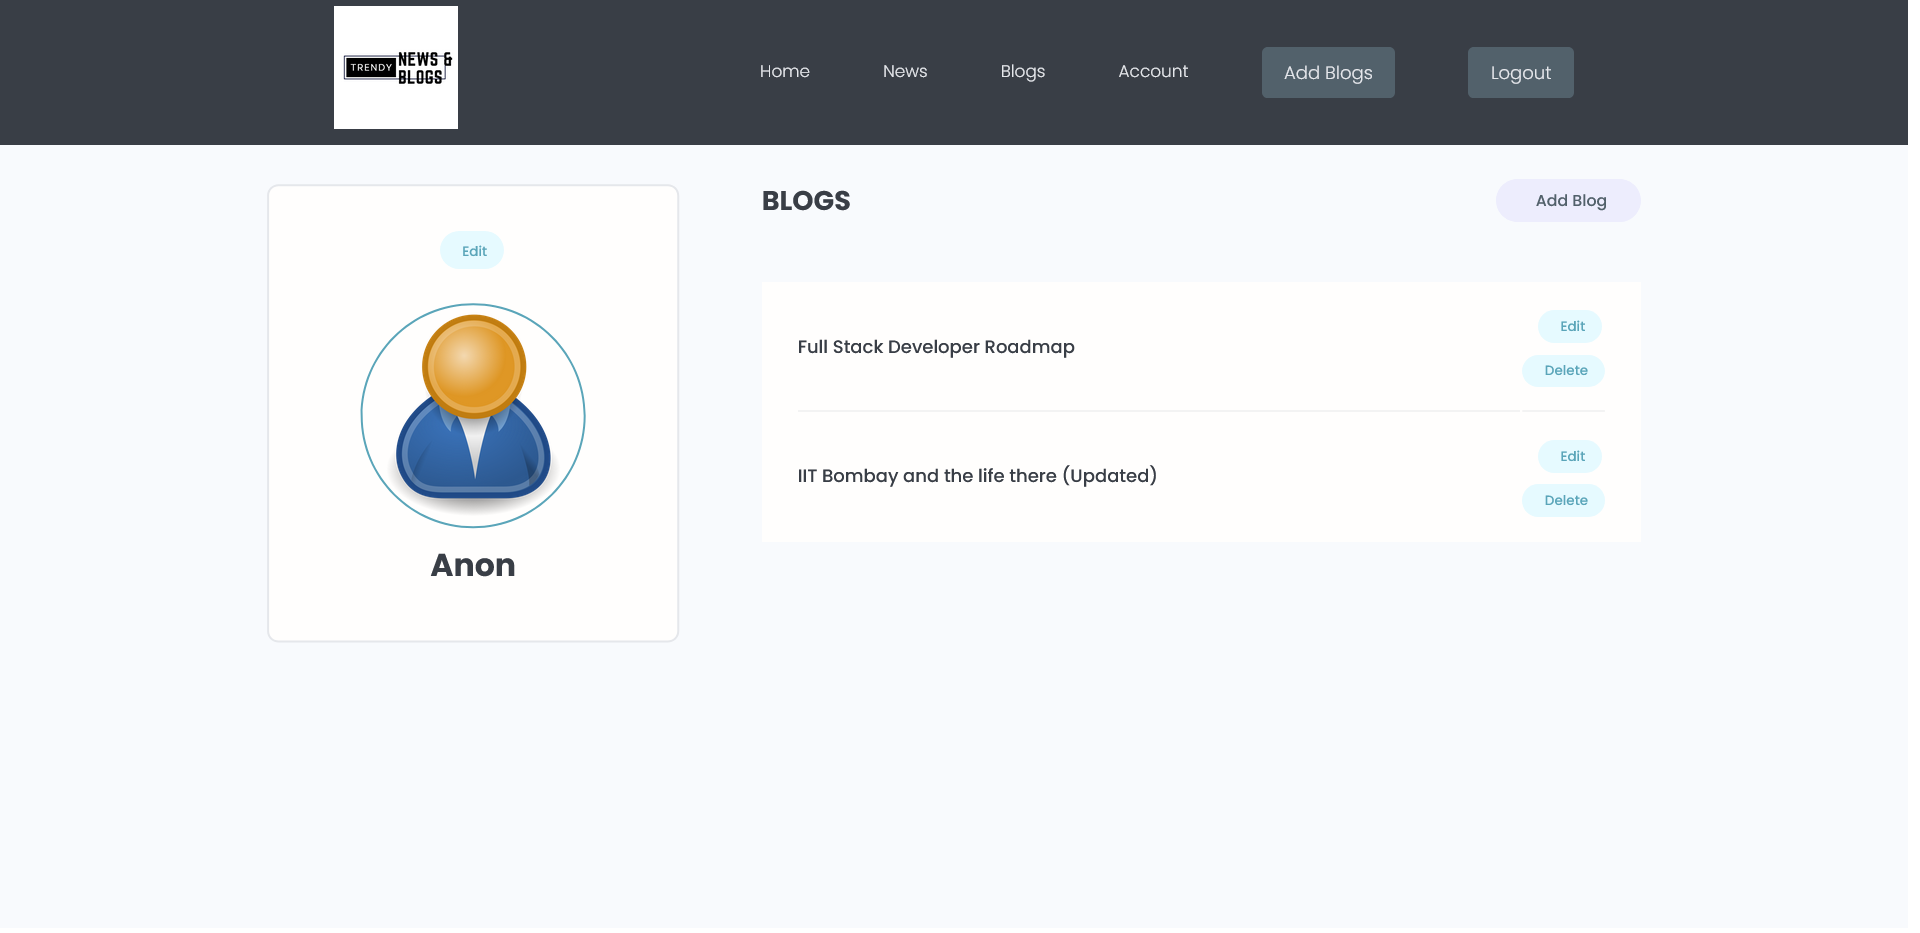 TRENDY
NEWS &
BLOGS
Home
News
Blogs
Account
Add Blogs
Logout
Edit
Anon
BLOGS
Add Blog
Full Stack Developer Roadmap
Edit
Delete
IIT Bombay and the life there (Updated)
Edit
Delete